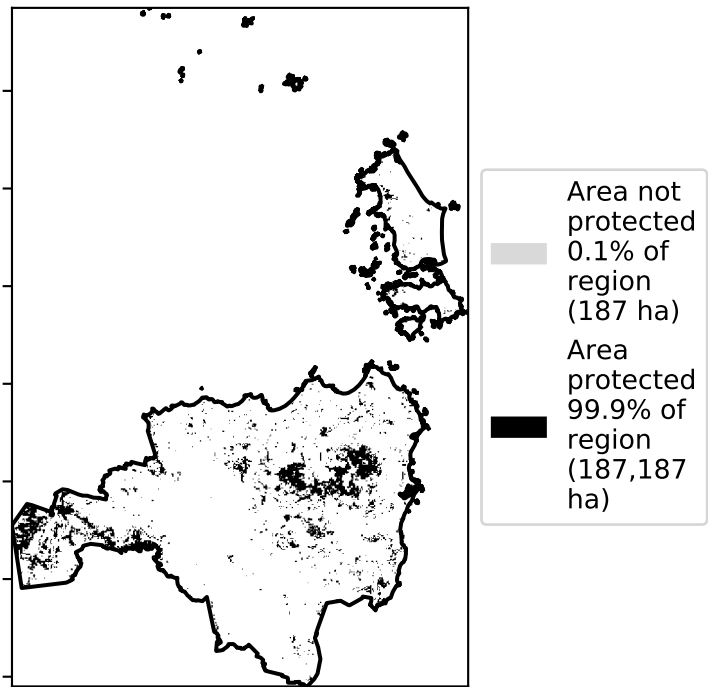 Area not
protected
0.1% of
region
(187 ha)
Area
protected
99.9% of
region
(187,187
ha)